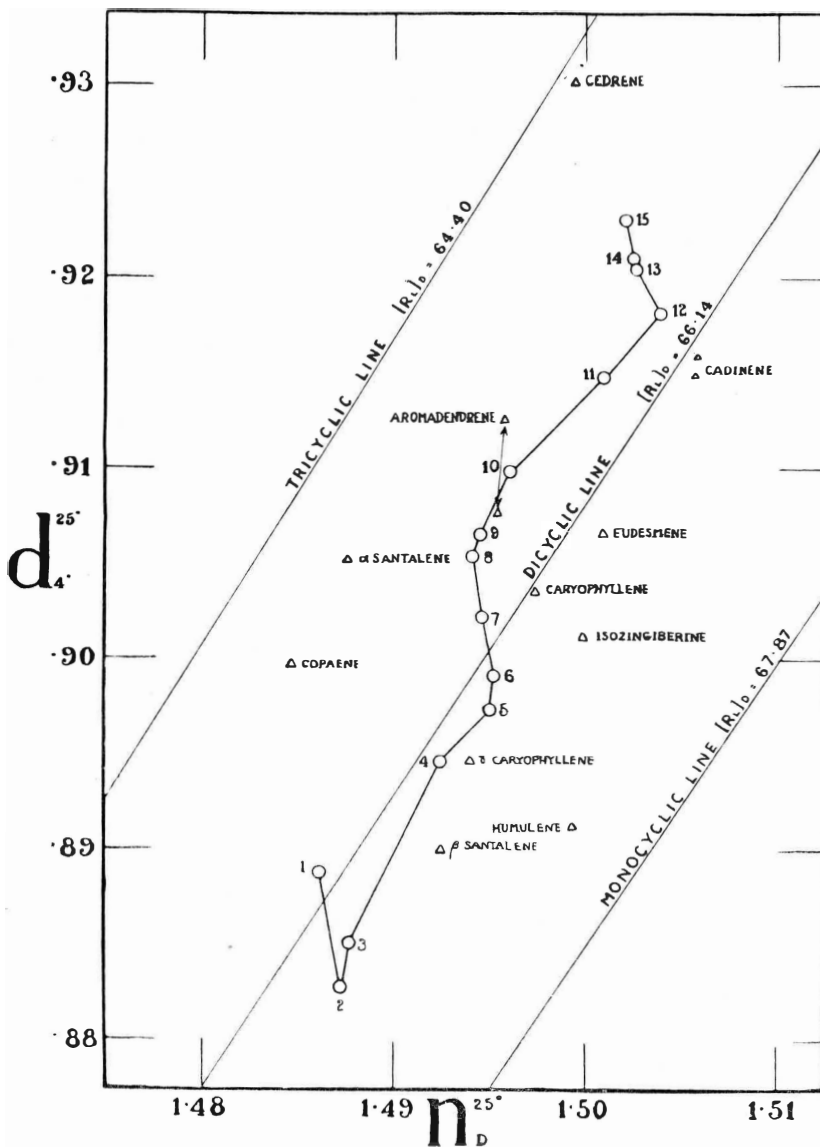 ·93
CEDRENE
TRICYCLIC LINE [RL]D = 64·40
15
·92
14
13
12
[RL]D = 66·14
11
CADINENE
AROMADENDRENE
10
·91
DICYCLIC LINE
9
EUDESMENE
d 25° 4°
α SANTALENE
8
CARYOPHYLLENE
7
ISOZINGIBERINE
·90
COPAENE
6
5
MONOCYCLIC LINE [RL]D = 67·87
4
γ CARYOPHYLLENE
HUMULENE
·89
β SANTALENE
1
3
2
·88
1·48
1·49
n 25° D
1·50
1·51